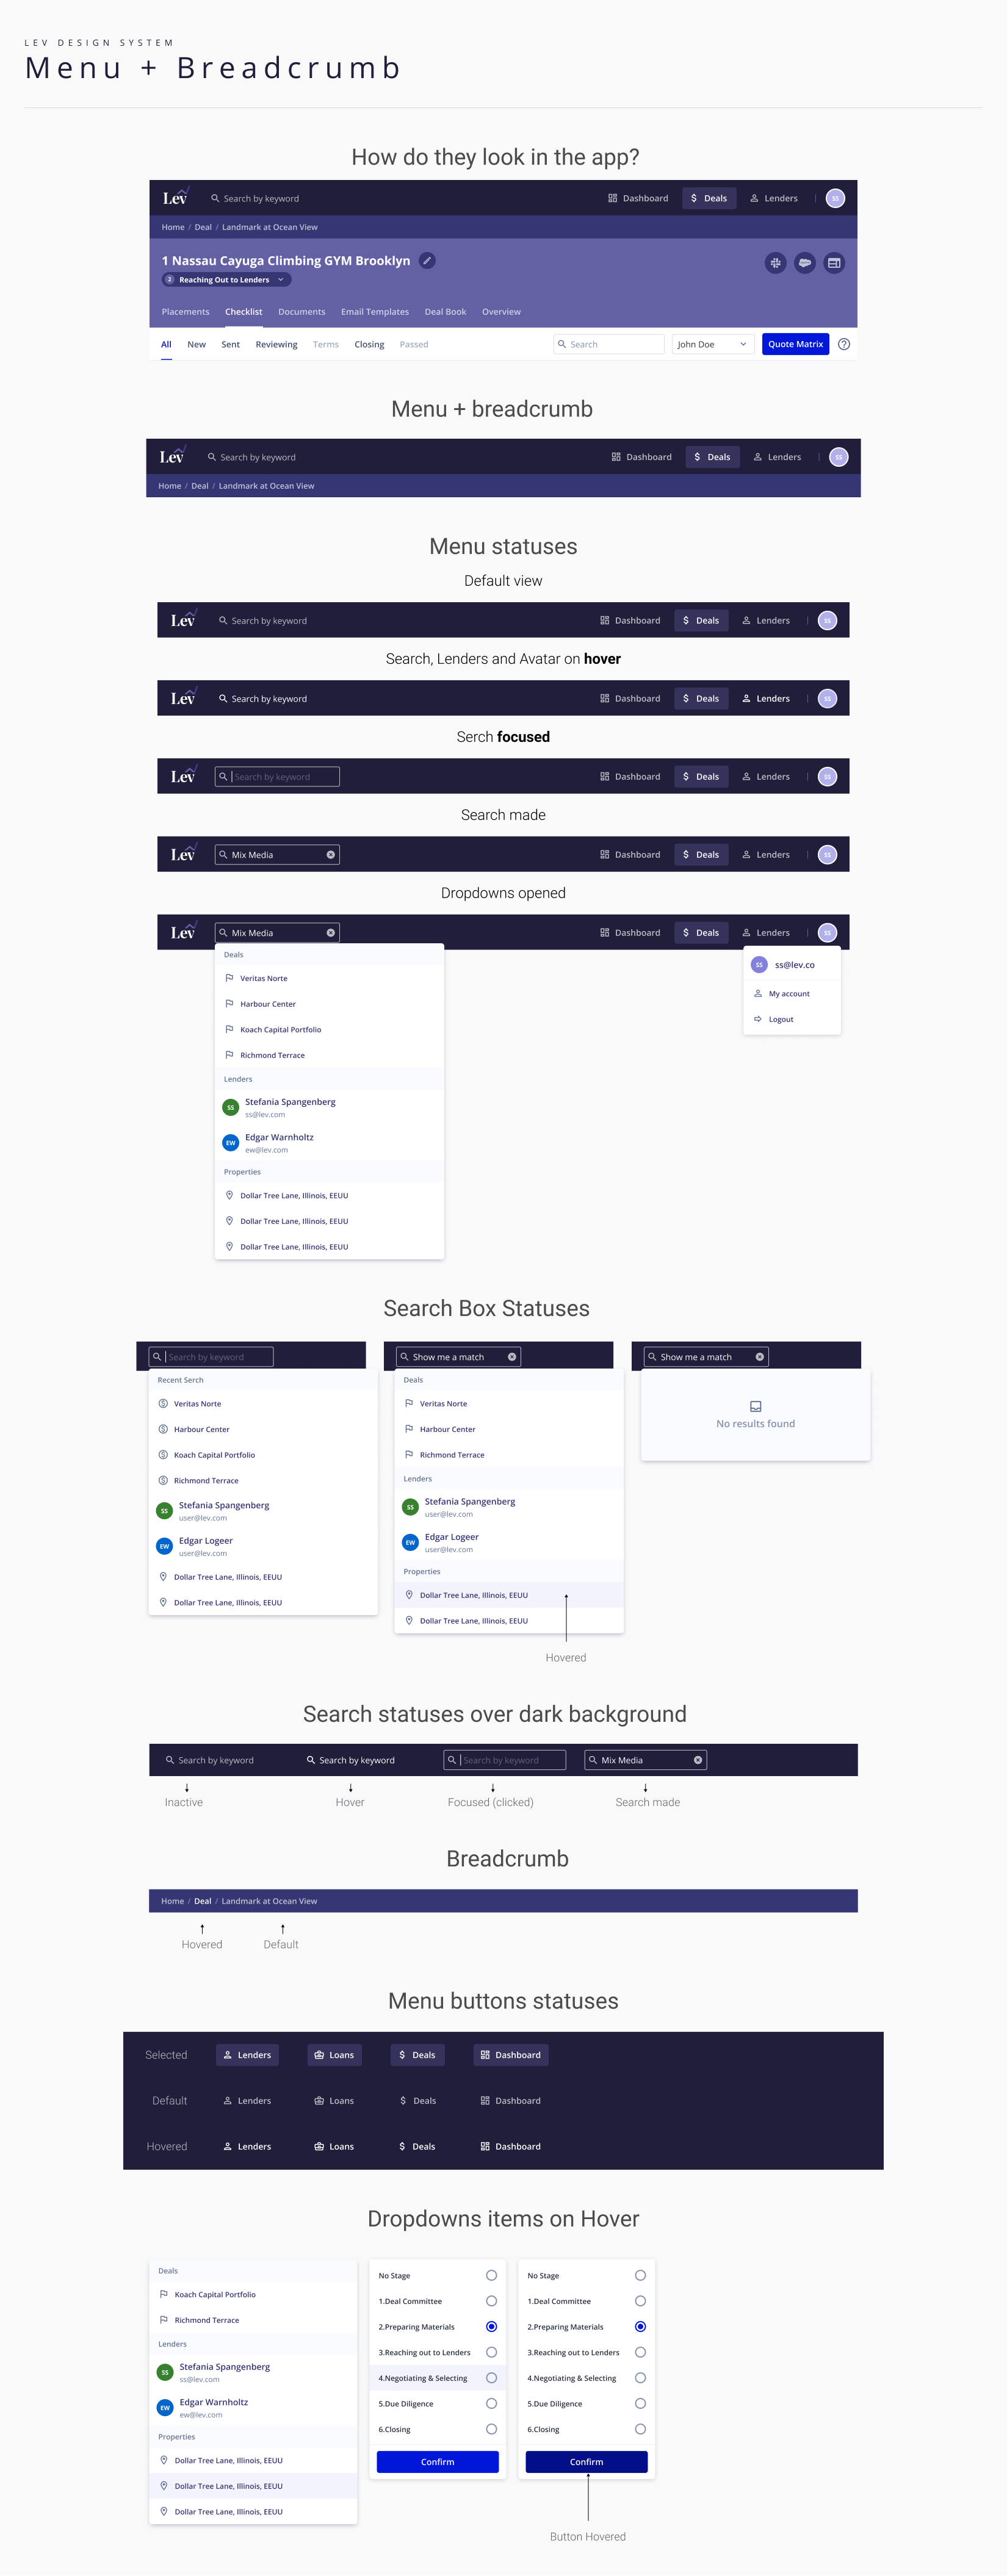 LEV DESIGN SYSTEM
Menu + Breadcrumb
How do they look in the app?
Lev Search by keyword Dashboard $ Deals Lenders | SS
Home / Deal / Landmark at Ocean View
1 Nassau Cayuga Climbing GYM Brooklyn
2 Reaching Out to Lenders
Placements Checklist Documents Email Templates Deal Book Overview
All New Sent Reviewing Terms Closing Passed Search John Doe Quote Matrix ?
Menu + breadcrumb
Lev Search by keyword Dashboard $ Deals Lenders | SS
Home / Deal / Landmark at Ocean View
Menu statuses
Default view
Lev Search by keyword Dashboard $ Deals Lenders | SS
Search, Lenders and Avatar on hover
Lev Search by keyword Dashboard $ Deals Lenders | SS
Serch focused
Lev Search by keyword Dashboard $ Deals Lenders | SS
Search made
Lev Mix Media Dashboard $ Deals Lenders | SS
Dropdowns opened
Lev Mix Media Dashboard $ Deals Lenders | SS
Deals
Veritas Norte
Harbour Center
Koach Capital Portfolio
Richmond Terrace
Lenders
SS Stefania Spangenberg
ss@lev.com
EW Edgar Warnholtz
ew@lev.com
Properties
Dollar Tree Lane, Illinois, EEUU
Dollar Tree Lane, Illinois, EEUU
Dollar Tree Lane, Illinois, EEUU
SS ss@lev.co
My account
Logout
Search Box Statuses
Search by keyword
Recent Serch
Veritas Norte
Harbour Center
Koach Capital Portfolio
Richmond Terrace
SS Stefania Spangenberg
user@lev.com
EW Edgar Logeer
user@lev.com
Dollar Tree Lane, Illinois, EEUU
Dollar Tree Lane, Illinois, EEUU
Show me a match
Deals
Veritas Norte
Harbour Center
Richmond Terrace
Lenders
SS Stefania Spangenberg
user@lev.com
EW Edgar Logeer
user@lev.com
Properties
Dollar Tree Lane, Illinois, EEUU
Dollar Tree Lane, Illinois, EEUU
Hovered
Show me a match
No results found
Search statuses over dark background
Search by keyword Search by keyword Search by keyword Mix Media
Inactive Hover Focused (clicked) Search made
Breadcrumb
Home / Deal / Landmark at Ocean View
Hovered Default
Menu buttons statuses
Selected Lenders Loans $ Deals Dashboard
Default Lenders Loans $ Deals Dashboard
Hovered Lenders Loans $ Deals Dashboard
Dropdowns items on Hover
Deals
Koach Capital Portfolio
Richmond Terrace
Lenders
SS Stefania Spangenberg
ss@lev.com
EW Edgar Warnholtz
ew@lev.com
Properties
Dollar Tree Lane, Illinois, EEUU
Dollar Tree Lane, Illinois, EEUU
Dollar Tree Lane, Illinois, EEUU
No Stage
1.Deal Committee
2.Preparing Materials
3.Reaching out to Lenders
4.Negotiating & Selecting
5.Due Diligence
6.Closing
Confirm
No Stage
1.Deal Committee
2.Preparing Materials
3.Reaching out to Lenders
4.Negotiating & Selecting
5.Due Diligence
6.Closing
Confirm
Button Hovered